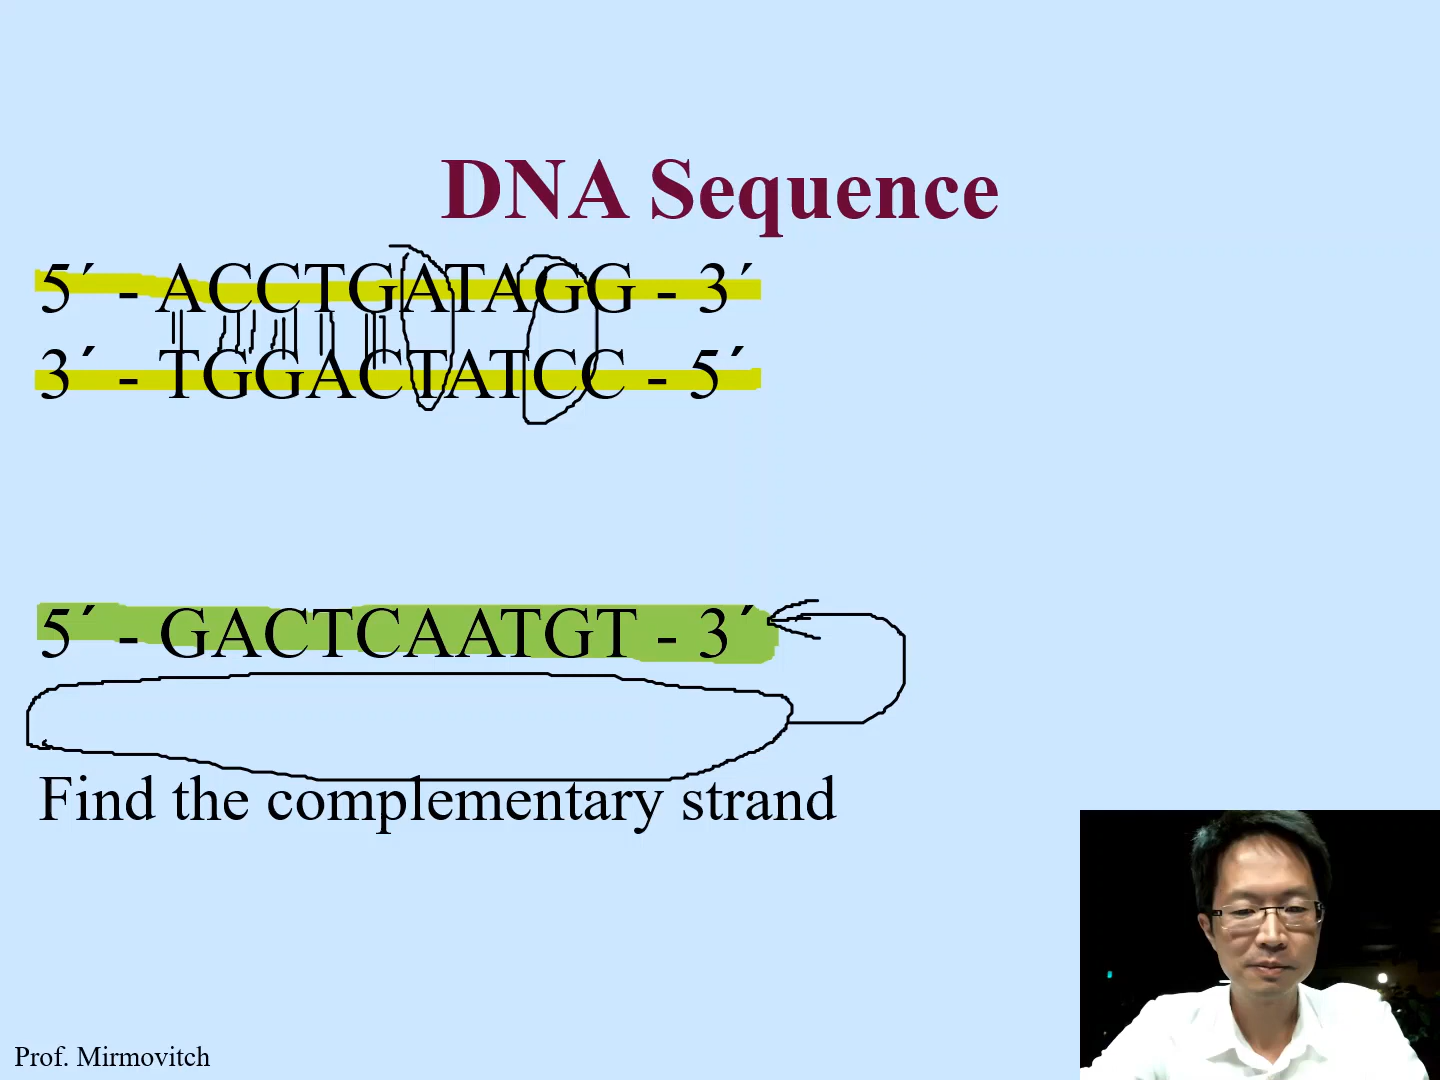 DNA Sequence
5´ - ACCTGATAGG - 3´
3´ - TGGACTATCC - 5´
5´ - GACTCAATGT - 3´
Find the complementary strand
Prof. Mirmovitch